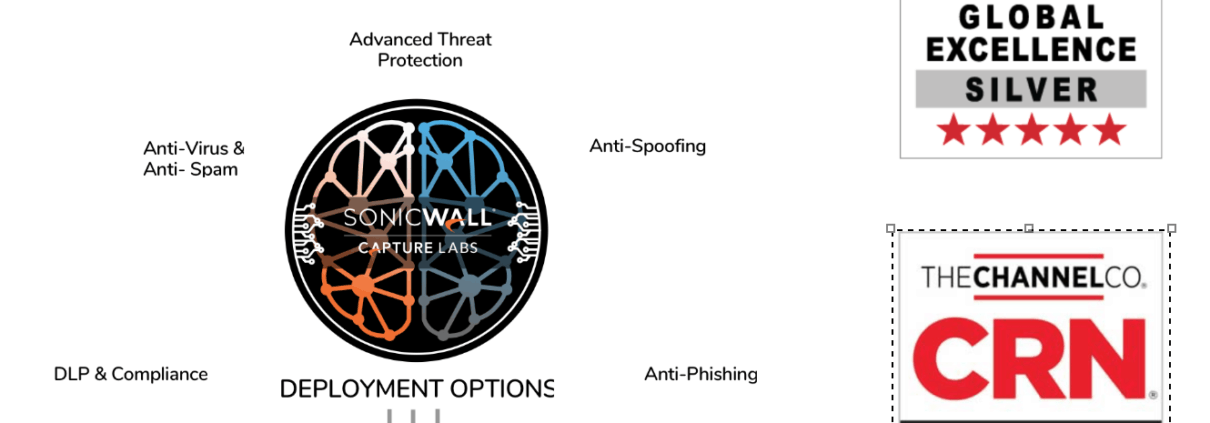 Advanced Threat
Protection
Anti-Virus &
Anti- Spam
Anti-Spoofing
SONICWALL
CAPTURE LABS
DLP & Compliance
DEPLOYMENT OPTIONS
Anti-Phishing
GLOBAL
EXCELLENCE
SILVER
THECHANNELCO.
CRN®